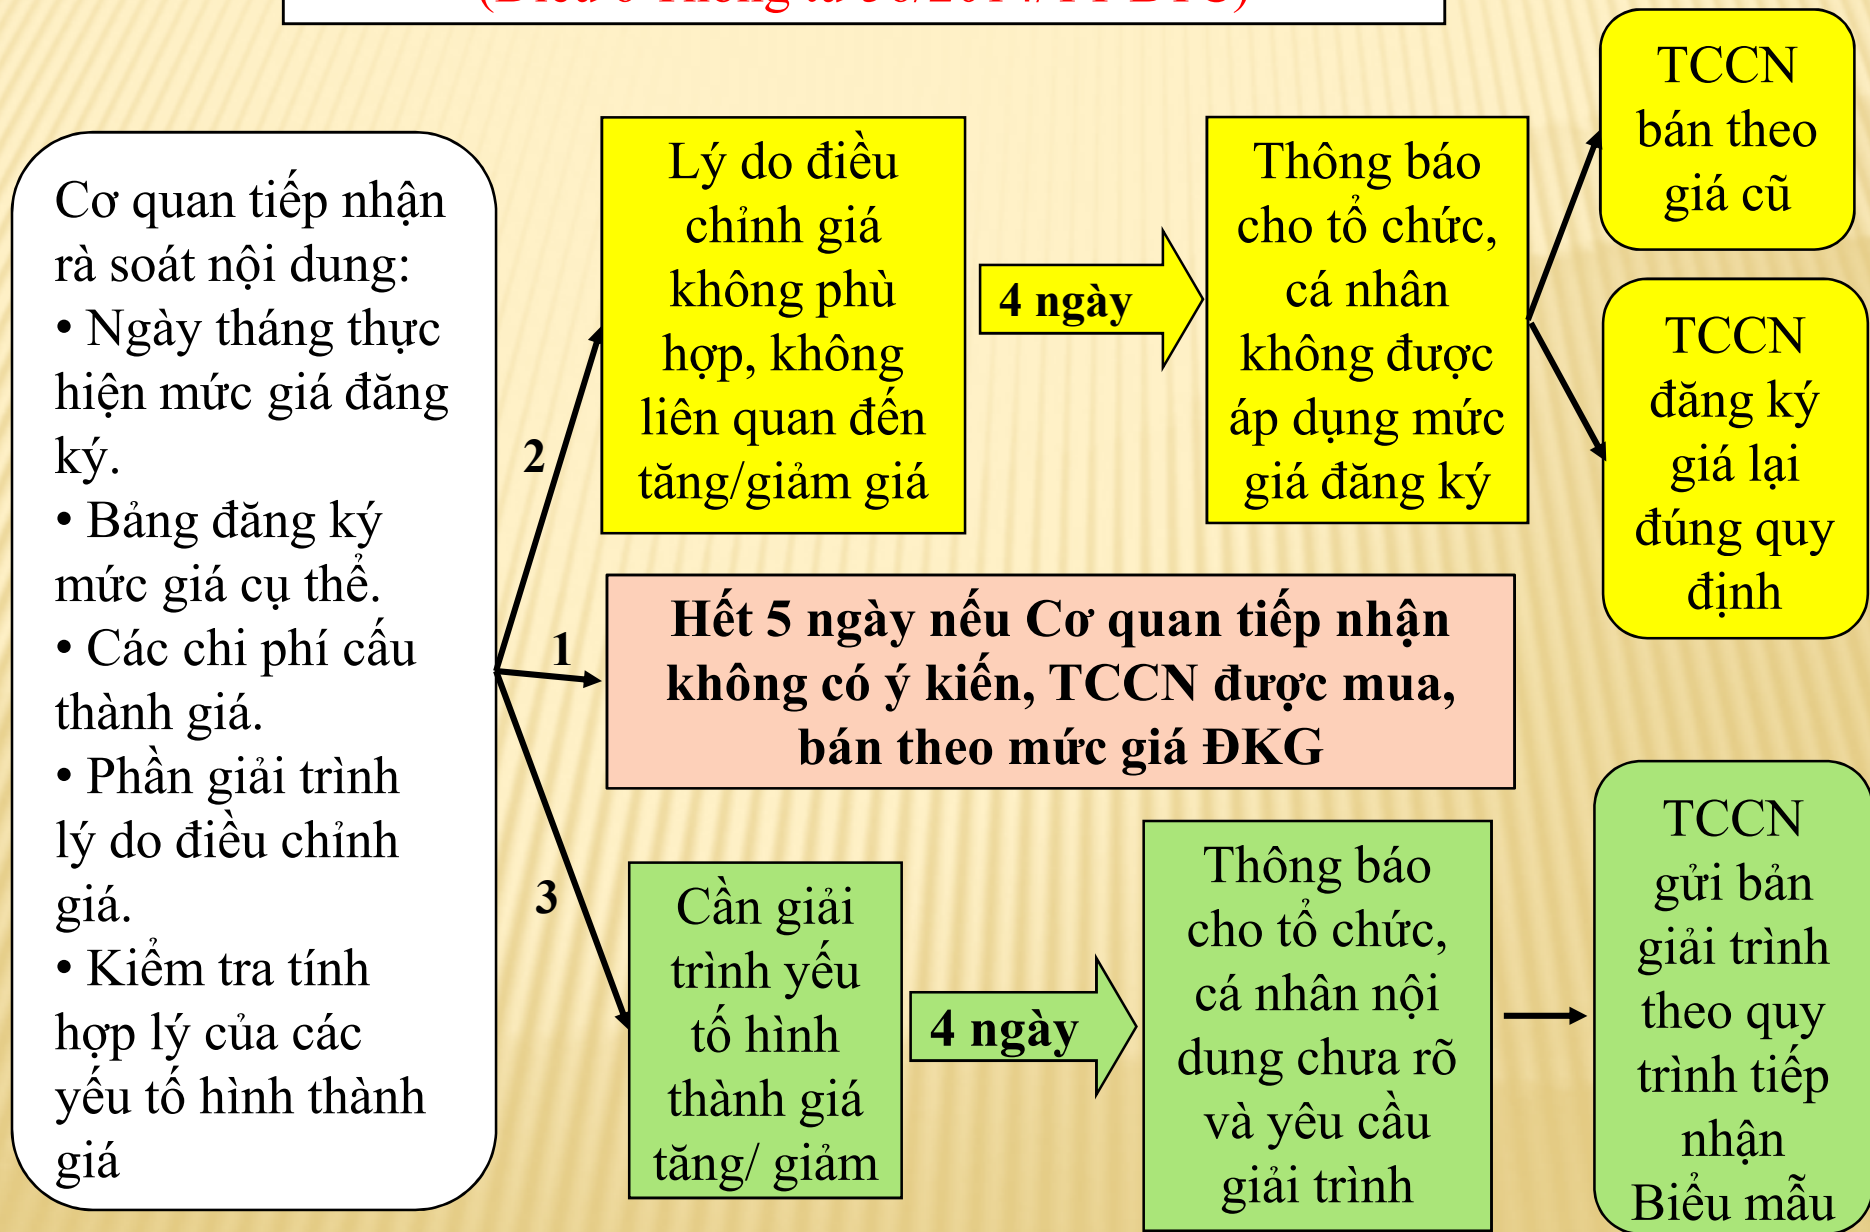 Cơ quan tiếp nhận
rà soát nội dung:
• Ngày tháng thực
hiện mức giá đăng
ký.
• Bảng đăng ký
mức giá cụ thể.
• Các chi phí cấu
thành giá.
• Phần giải trình
lý do điều chỉnh
giá.
• Kiểm tra tính
hợp lý của các
yếu tố hình thành
giá
2
Lý do điều
chỉnh giá
không phù
hợp, không
liên quan đến
tăng/giảm giá
4 ngày
Thông báo
cho tổ chức,
cá nhân
không được
áp dụng mức
giá đăng ký
TCCN
bán theo
giá cũ
TCCN
đăng ký
giá lại
đúng quy
định
1
Hết 5 ngày nếu Cơ quan tiếp nhận
không có ý kiến, TCCN được mua,
bán theo mức giá ĐKG
3
Cần giải
trình yếu
tố hình
thành giá
tăng/ giảm
4 ngày
Thông báo
cho tổ chức,
cá nhân nội
dung chưa rõ
và yêu cầu
giải trình
TCCN
gửi bản
giải trình
theo quy
trình tiếp
nhận
Biểu mẫu